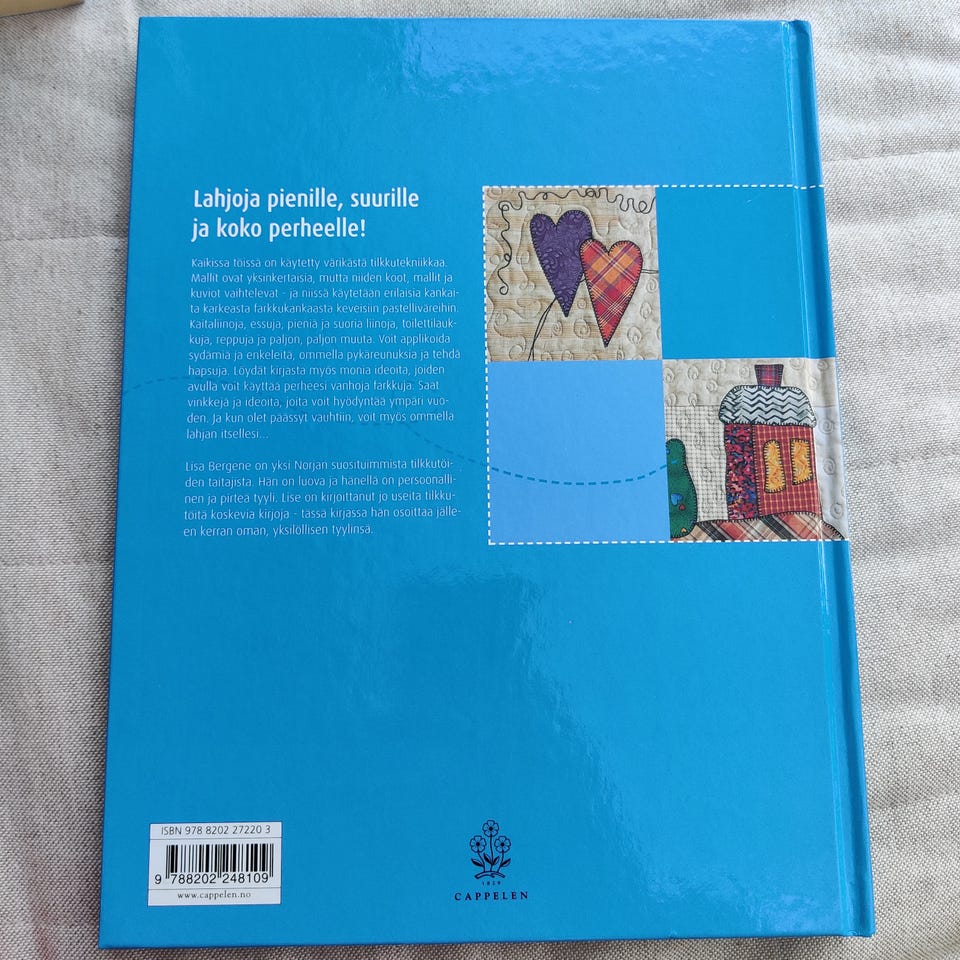 Lahjoja pienille, suurille
ja koko perheelle!
Kaikissa töissä on käytetty värikästä tilkkutekniikkaa.
Mallit ovat yksinkertaisia, mutta niiden koot, mallit ja
kuviot vaihtelevat - ja niissä käytetään erilaisia kankai-
ta karkeasta farkkukankaasta keveisiin pastelliväreihin.
Kaitaliinoja, essuja, pieniä ja suoria liinoja, toilettilauk-
kuja, reppuja ja paljon, paljon muuta. Voit applikoida
sydämiä ja enkeleitä, ommella pykäreunuksia ja tehdä
hapsuja. Löydät kirjasta myös monia ideoita, joiden
avulla voit käyttää perheesi vanhoja farkkuja. Saat
vinkkejä ja ideoita, joita voit hyödyntää ympäri vuo-
den. Ja kun olet päässyt vauhtiin, voit myös ommella
lahjan itsellesi...
Lisa Bergene on yksi Norjan suosituimmista tilkkutöi-
den taitajista. Hän on luova ja hänellä on persoonalli-
nen ja pirteä tyyli. Lise on kirjoittanut jo useita tilkku-
töitä koskevia kirjoja - tässä kirjassa hän osoittaa jälle-
en kerran oman, yksilöllisen tyylinsä.
ISBN 978 8202 27220 3
9 788202 248109
www.cappelen.no
1829
CAPPELEN